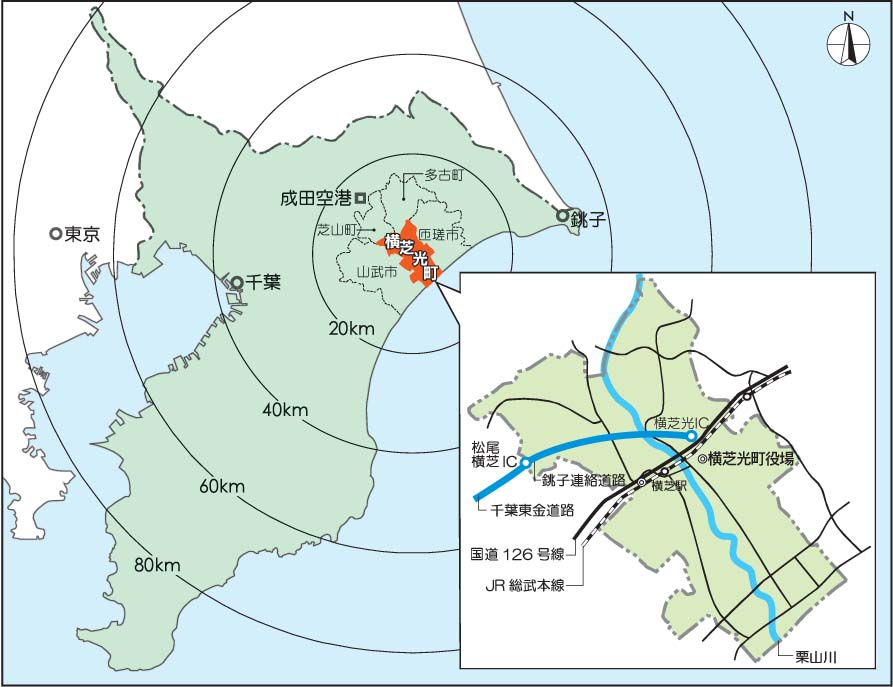 N
多古町
成田空港
銚子
芝山町
匝瑳市
東京
横芝光町
山武市
千葉
20km
40km
60km
80km
横芝光IC
松尾
横芝IC
横芝光町役場
銚子連絡道路
横芝駅
千葉東金道路
国道126号線
JR総武本線
栗山川